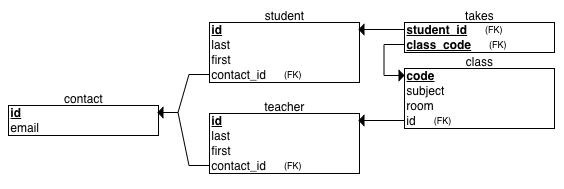 student
id
last
first
contact_id (FK)
takes
student_id (FK)
class_code (FK)
class
code
subject
room
id (FK)
contact
id
email
teacher
id
last
first
contact_id (FK)